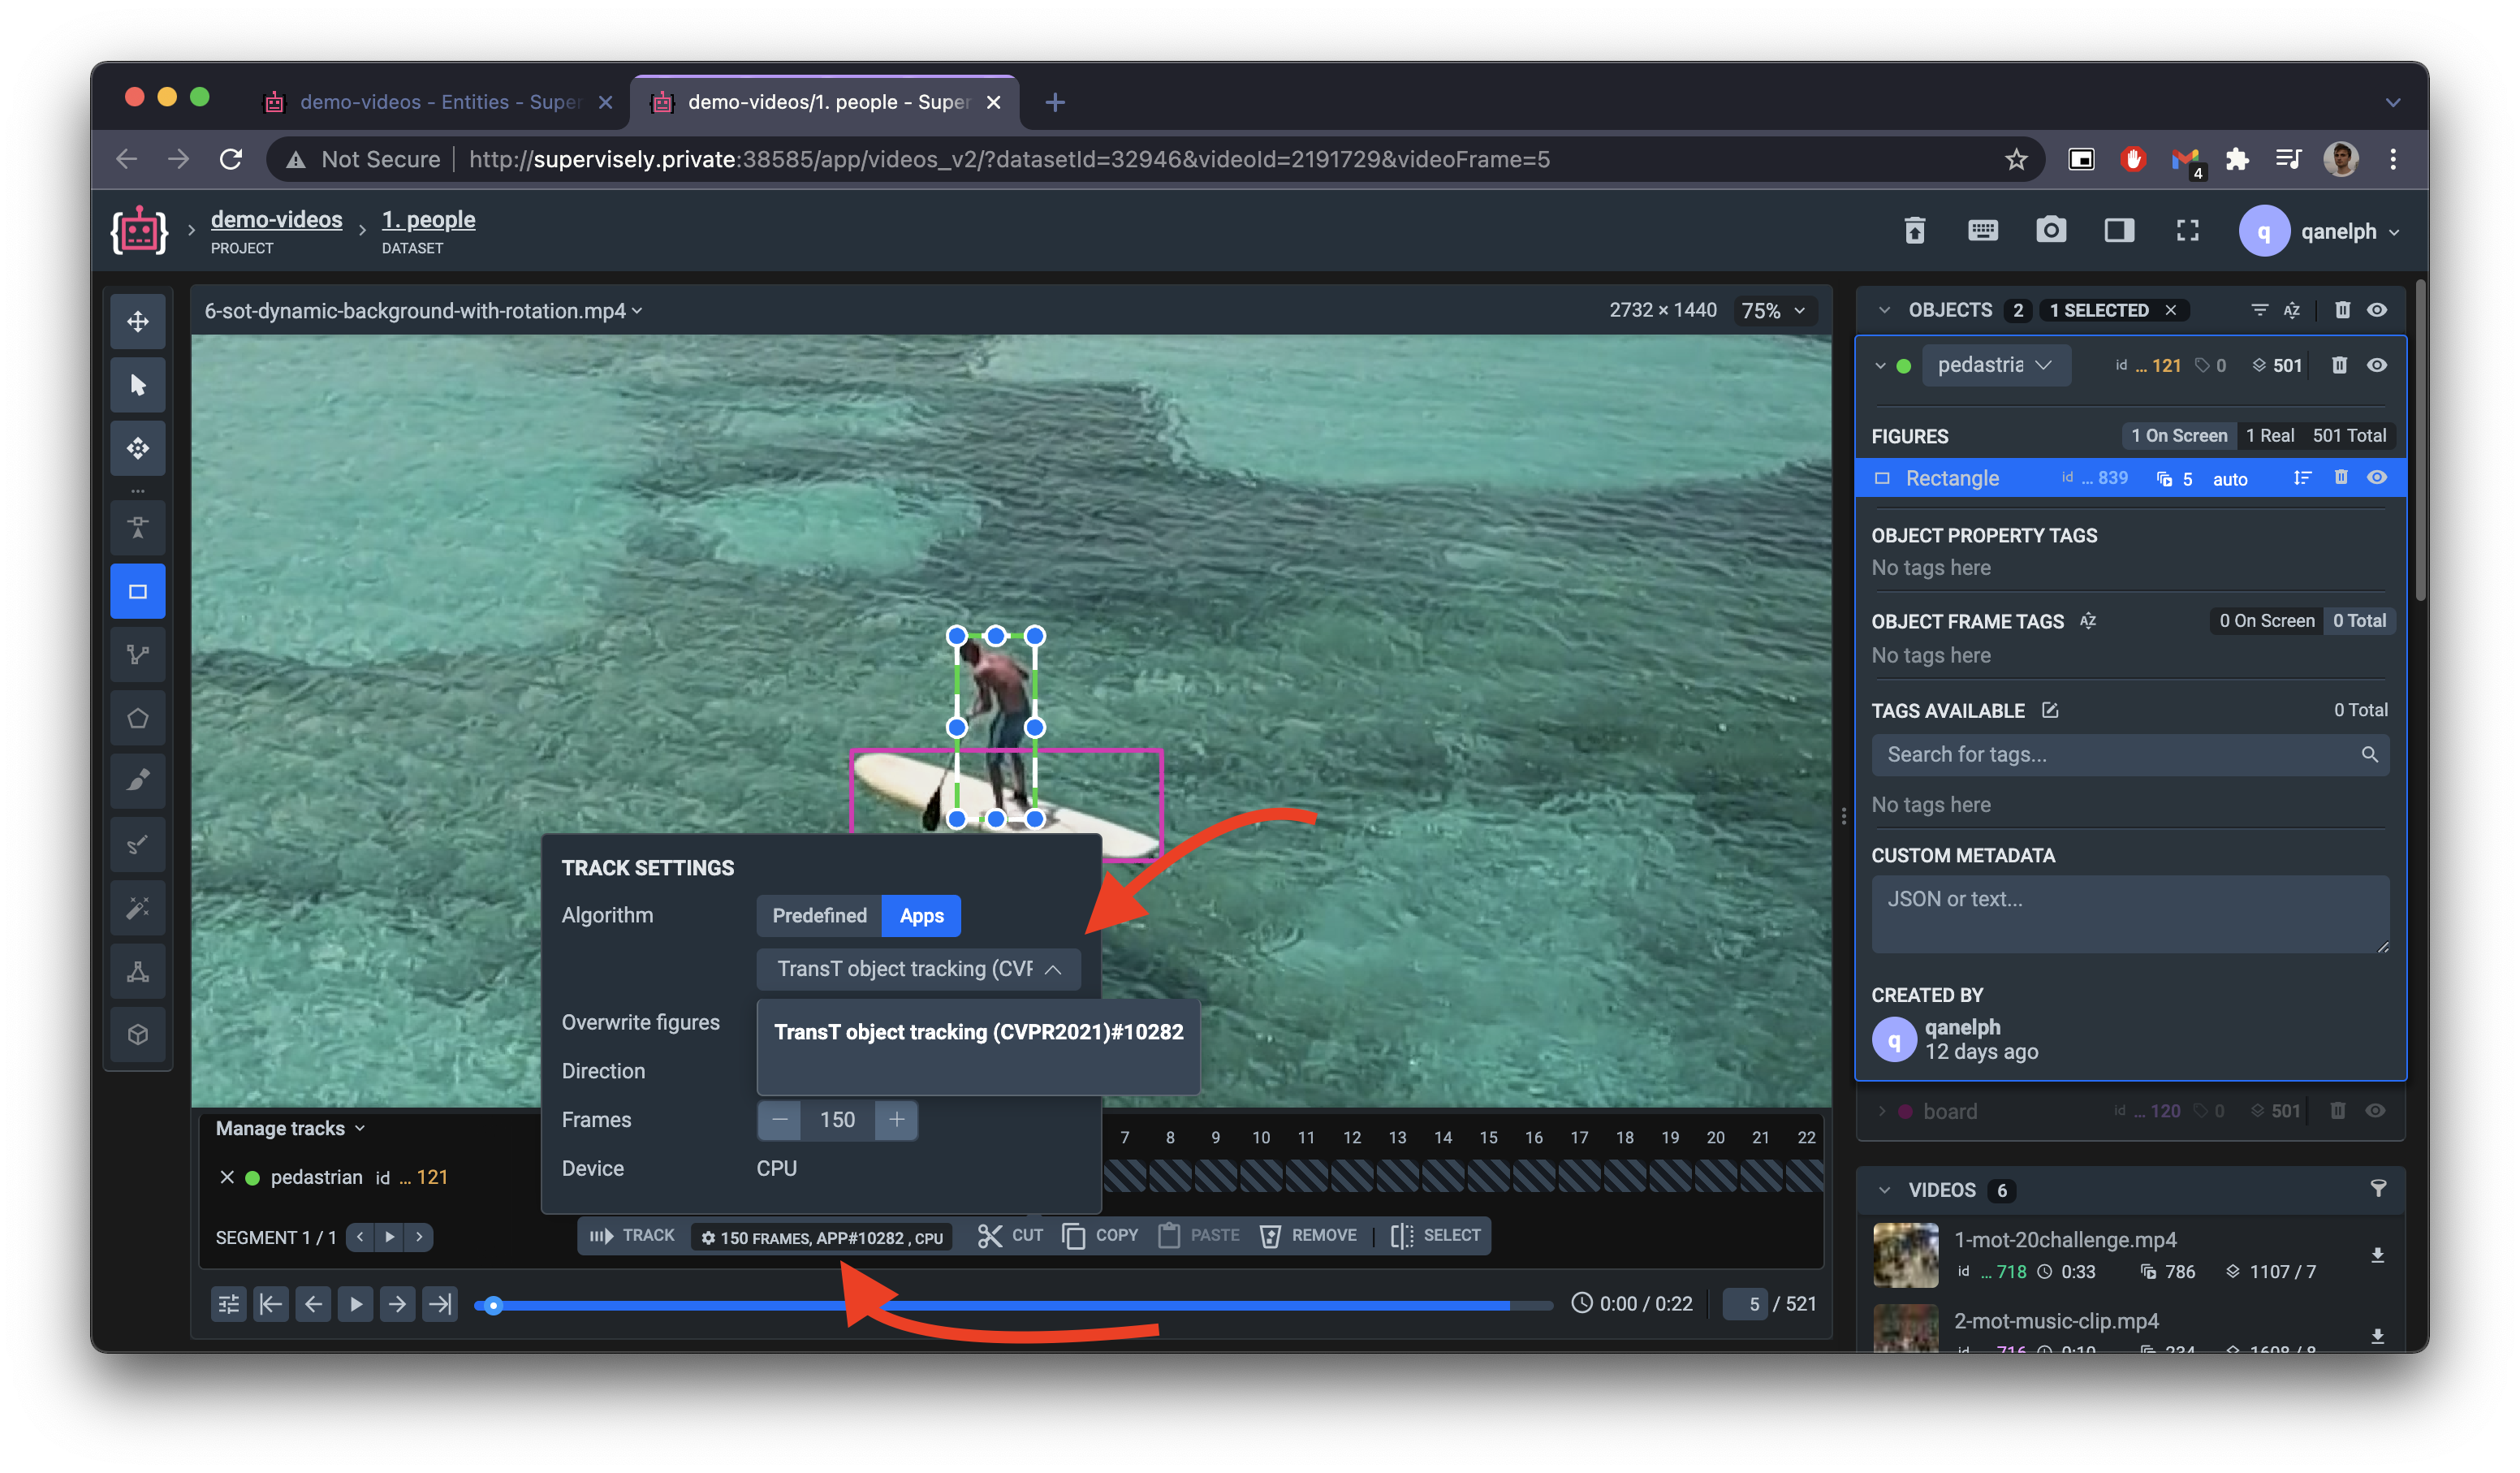 demo-videos - Entities - Super
demo-videos/1. people - Super
Not Secure
http://supervisely.private:38585/app/videos_v2/?datasetId=32946&videoId=2191729&videoFrame=5
4
demo-videos
PROJECT
1. people
DATASET
q
qanelph
6-sot-dynamic-background-with-rotation.mp4
2732 × 1440
75%
OBJECTS 2
1 SELECTED
pedastria
id ... 121
0
501
FIGURES
1 On Screen
1 Real
501 Total
Rectangle
id ... 839
5
auto
OBJECT PROPERTY TAGS
No tags here
OBJECT FRAME TAGS
0 On Screen
0 Total
No tags here
TAGS AVAILABLE
0 Total
Search for tags...
No tags here
CUSTOM METADATA
JSON or text...
CREATED BY
q
qanelph
12 days ago
board
id ... 120
0
501
TRACK SETTINGS
Algorithm
Predefined
Apps
TransT object tracking (CVF
Overwrite figures
TransT object tracking (CVPR2021)#10282
Direction
Frames
150
Device
CPU
Manage tracks
7 8 9 10 11 12 13 14 15 16 17 18 19 20 21 22
pedastrian id ... 121
SEGMENT 1 / 1
TRACK
150 FRAMES, APP#10282 , CPU
CUT
COPY
PASTE
REMOVE
SELECT
0:00 / 0:22
5 / 521
VIDEOS 6
1-mot-20challenge.mp4
id ... 718
0:33
786
1107 / 7
2-mot-music-clip.mp4
id ... 716
0:10
234
1608 / 8